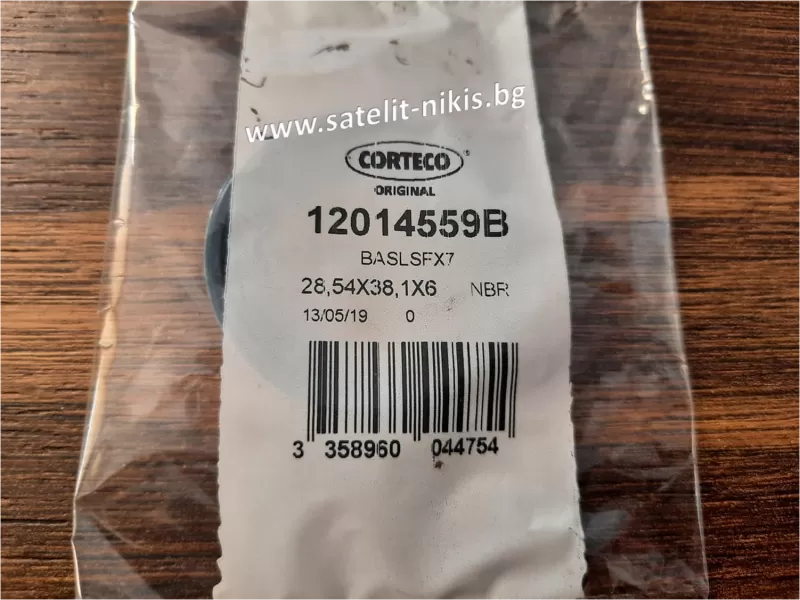 www.satelit-nikis.bg
CORTECO®
ORIGINAL
12014559B
BASLSFX7
28,54X38,1X6 NBR
13/05/19 0
3 358960 044754